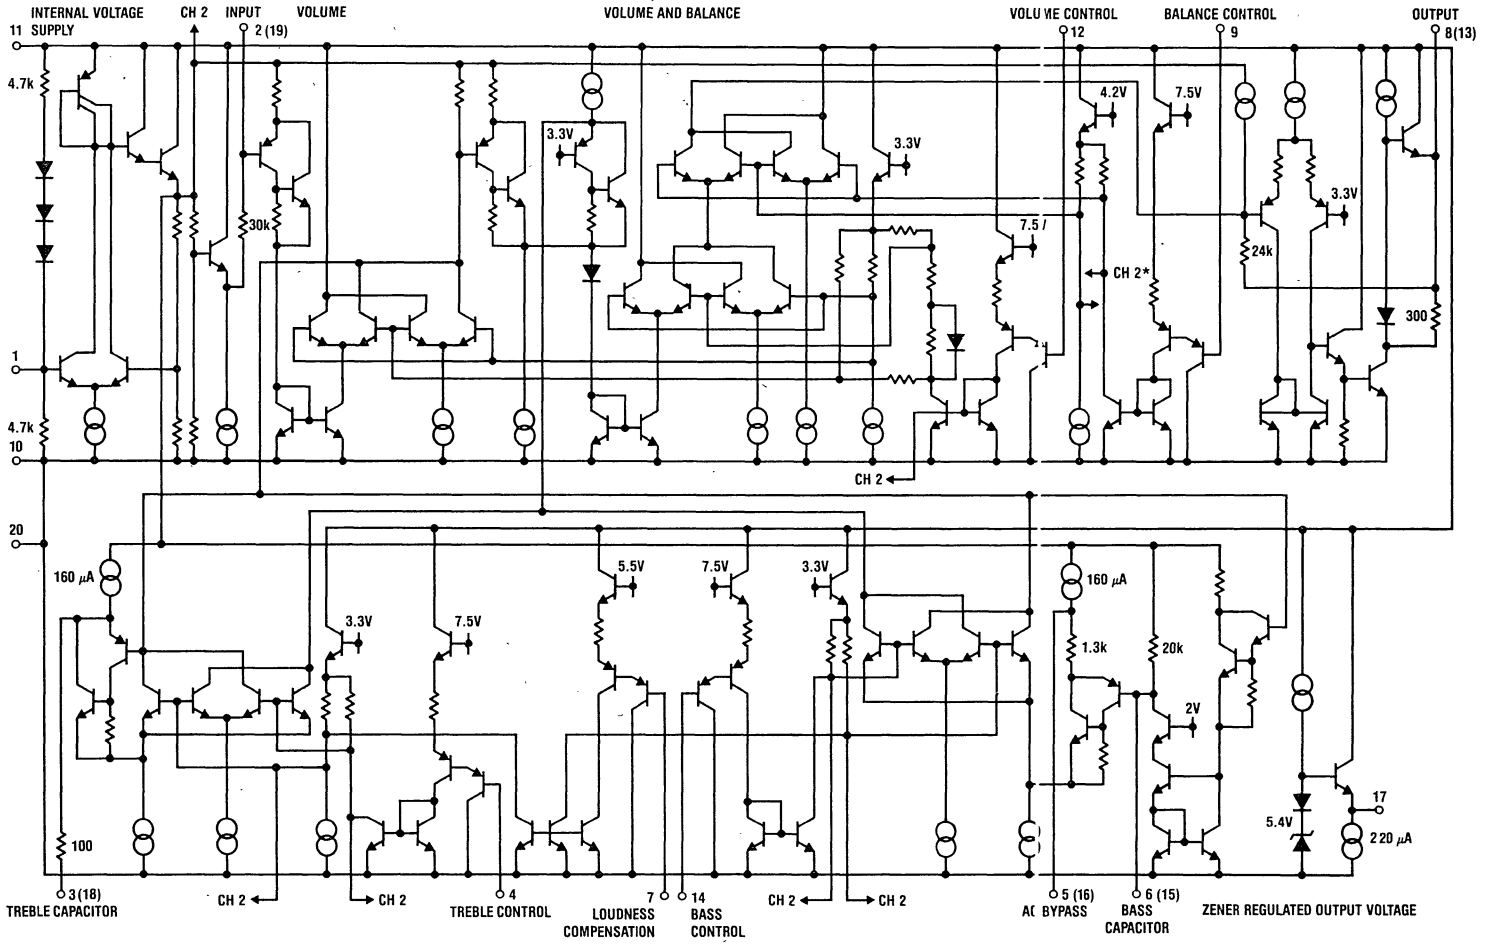 INTERNAL VOLTAGE
SUPPLY
CH 2
INPUT
2 (19)
VOLUME
VOLUME AND BALANCE
VOLUME CONTROL
12
BALANCE CONTROL
9
OUTPUT
8(13)
11
4.7k
30k
3.3V
3.3V
4.2V
7.5V
3.3V
7.5
24k
CH 2*
300
1
4.7k
10
CH 2
20
160 μA
3.3V
7.5V
5.5V
7.5V
3.3V
160 μA
1.3k
20k
2V
100
5.4V
17
220 μA
3 (18)
TREBLE CAPACITOR
CH 2
CH 2
4
TREBLE CONTROL
7
LOUDNESS
COMPENSATION
14
BASS
CONTROL
CH 2
CH 2
5 (16)
AC BYPASS
6 (15)
BASS
CAPACITOR
ZENER REGULATED OUTPUT VOLTAGE